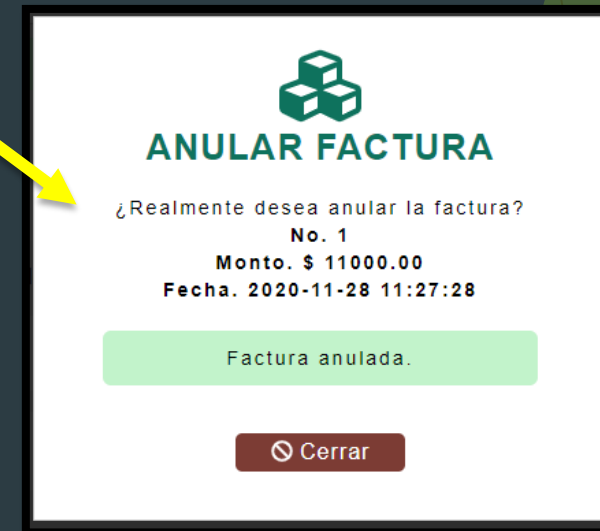 ANULAR FACTURA
¿Realmente desea anular la factura?
No. 1
Monto. $ 11000.00
Fecha. 2020-11-28 11:27:28
Factura anulada.
Cerrar